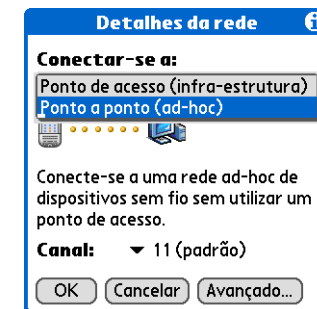 Detalhes da rede
Conectar-se a:
Ponto de acesso (infra-estrutura)
Ponto a ponto (ad-hoc)
Conecte-se a uma rede ad-hoc de
dispositivos sem fio sem utilizar um
ponto de acesso.
Canal: 11 (padrão)
OK Cancelar Avançado...